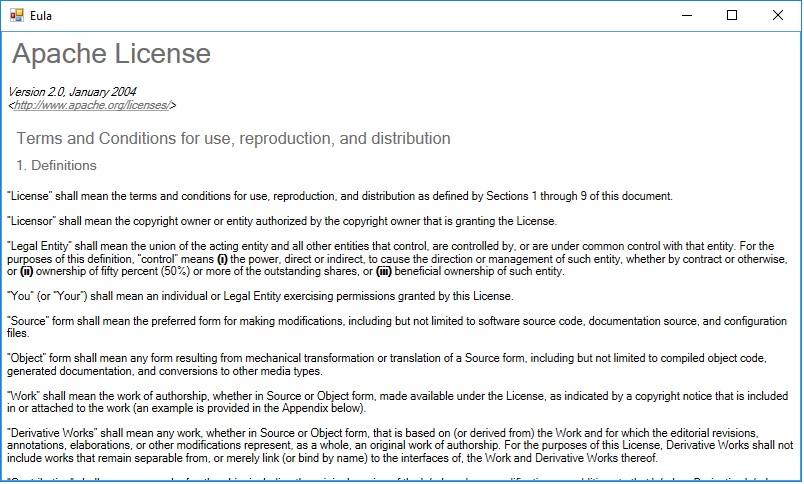 Eula
Apache License
Version 2.0, January 2004
<http://www.apache.org/licenses/>
Terms and Conditions for use, reproduction, and distribution
1. Definitions
“License” shall mean the terms and conditions for use, reproduction, and distribution as defined by Sections 1 through 9 of this document.
“Licensor” shall mean the copyright owner or entity authorized by the copyright owner that is granting the License.
“Legal Entity” shall mean the union of the acting entity and all other entities that control, are controlled by, or are under common control with that entity. For the
purposes of this definition, “control” means (i) the power, direct or indirect, to cause the direction or management of such entity, whether by contract or otherwise,
or (ii) ownership of fifty percent (50%) or more of the outstanding shares, or (iii) beneficial ownership of such entity.
“You” (or “Your”) shall mean an individual or Legal Entity exercising permissions granted by this License.
“Source” form shall mean the preferred form for making modifications, including but not limited to software source code, documentation source, and configuration
files.
“Object” form shall mean any form resulting from mechanical transformation or translation of a Source form, including but not limited to compiled object code,
generated documentation, and conversions to other media types.
“Work” shall mean the work of authorship, whether in Source or Object form, made available under the License, as indicated by a copyright notice that is included
in or attached to the work (an example is provided in the Appendix below).
“Derivative Works” shall mean any work, whether in Source or Object form, that is based on (or derived from) the Work and for which the editorial revisions,
annotations, elaborations, or other modifications represent, as a whole, an original work of authorship. For the purposes of this License, Derivative Works shall not
include works that remain separable from, or merely link (or bind by name) to the interfaces of, the Work and Derivative Works thereof.